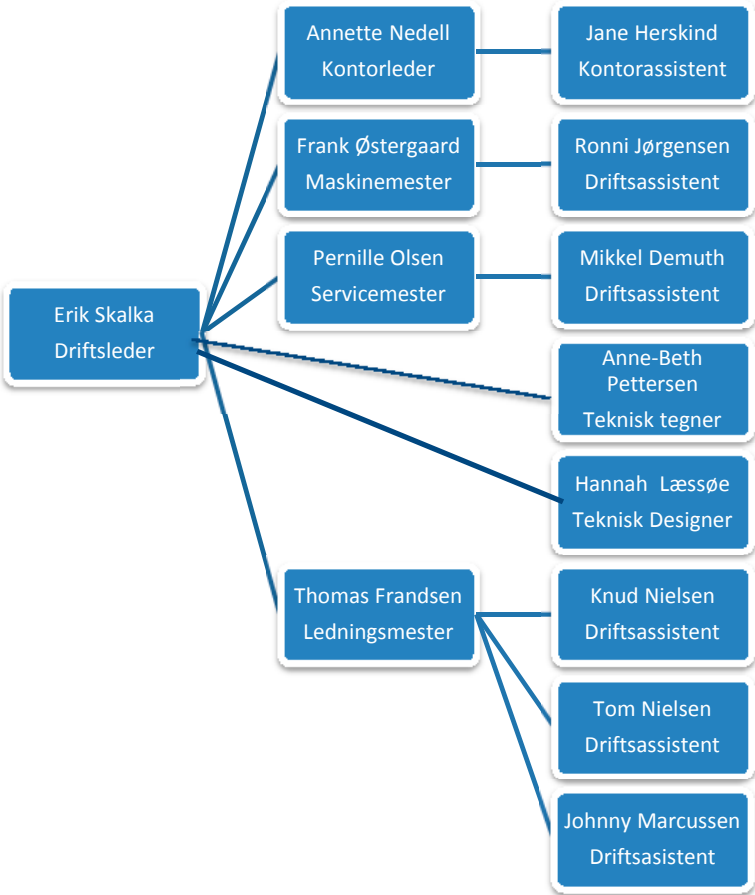 Annette Nedell
Kontorleder
Jane Herskind
Kontorassistent
Frank Østergaard
Maskinemester
Ronni Jørgensen
Driftsassistent
Pernille Olsen
Servicemester
Mikkel Demuth
Driftsassistent
Erik Skalka
Driftsleder
Anne-Beth
Pettersen
Teknisk tegner
Hannah Læssøe
Teknisk Designer
Thomas Frandsen
Ledningsmester
Knud Nielsen
Driftsassistent
Tom Nielsen
Driftsassistent
Johnny Marcussen
Driftsasistent